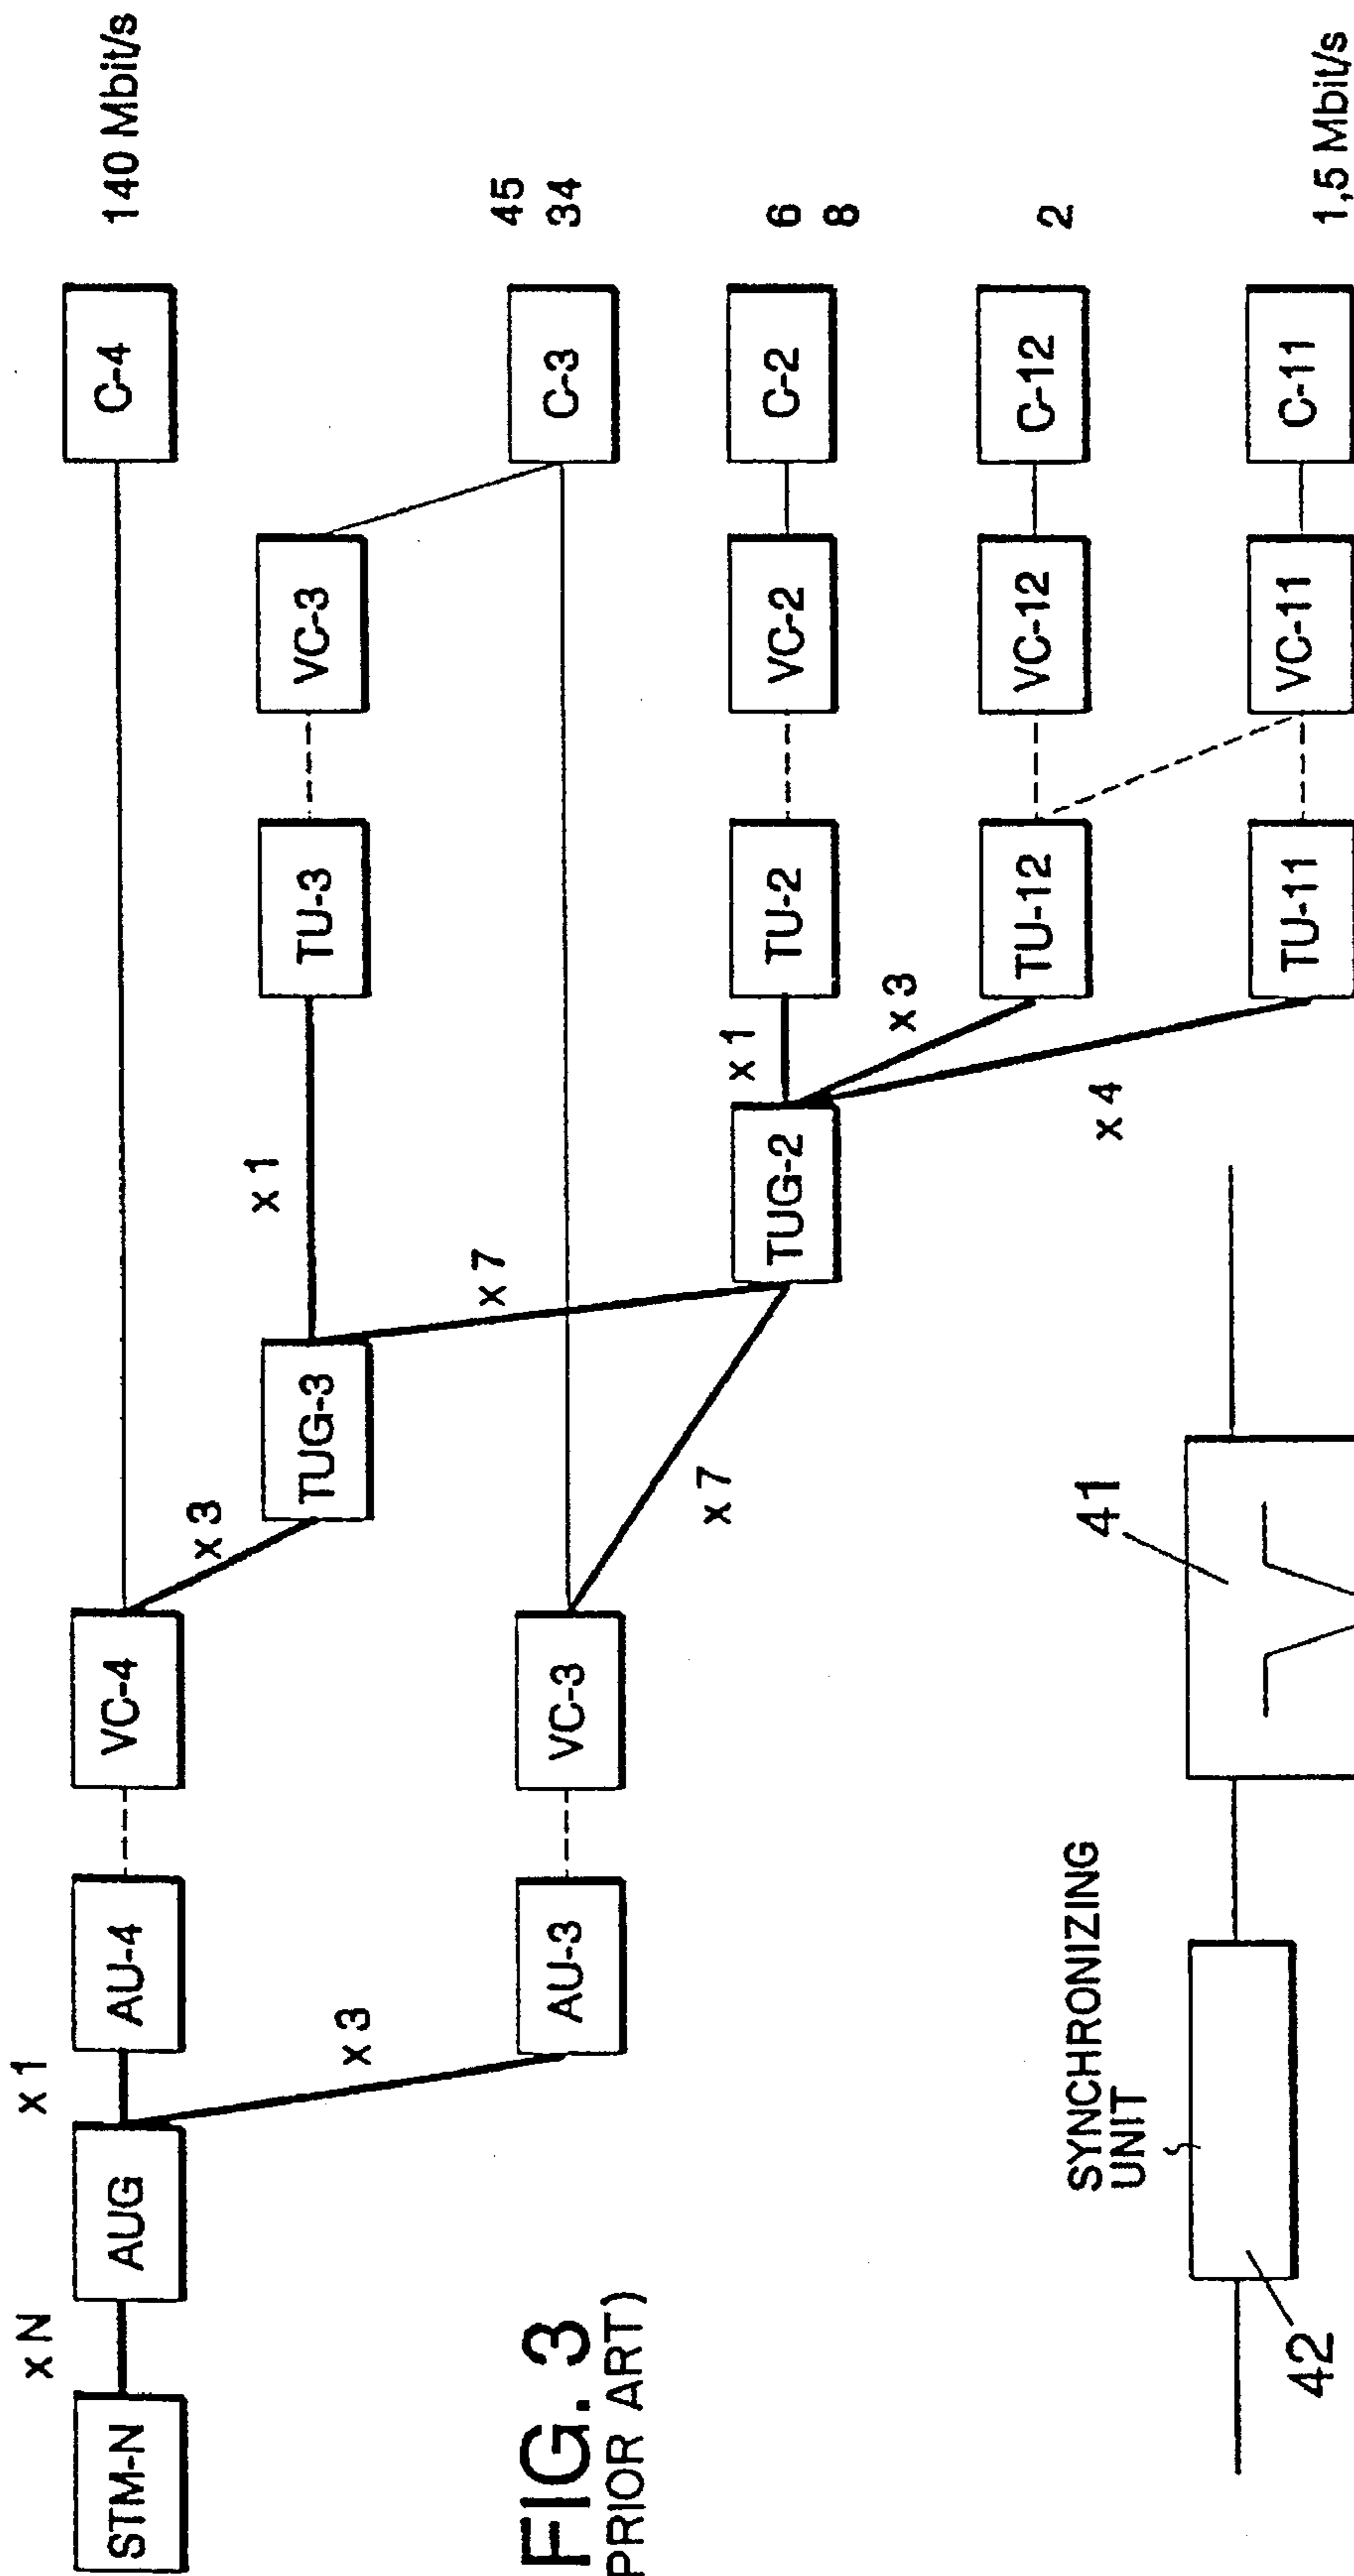 x N
x 1
STM-N
AUG
AU-4
VC-4
C-4
140 Mbit/s
x 3
x 3
TUG-3
x 1
TU-3
VC-3
x 7
45
34
AU-3
VC-3
C-3
x 7
TUG-2
x 1
TU-2
VC-2
C-2
6
8
x 3
TU-12
VC-12
C-12
2
x 4
TU-11
VC-11
C-11
1,5 Mbit/s
FIG. 3
PRIOR ART)
SYNCHRONIZING
UNIT
41
42